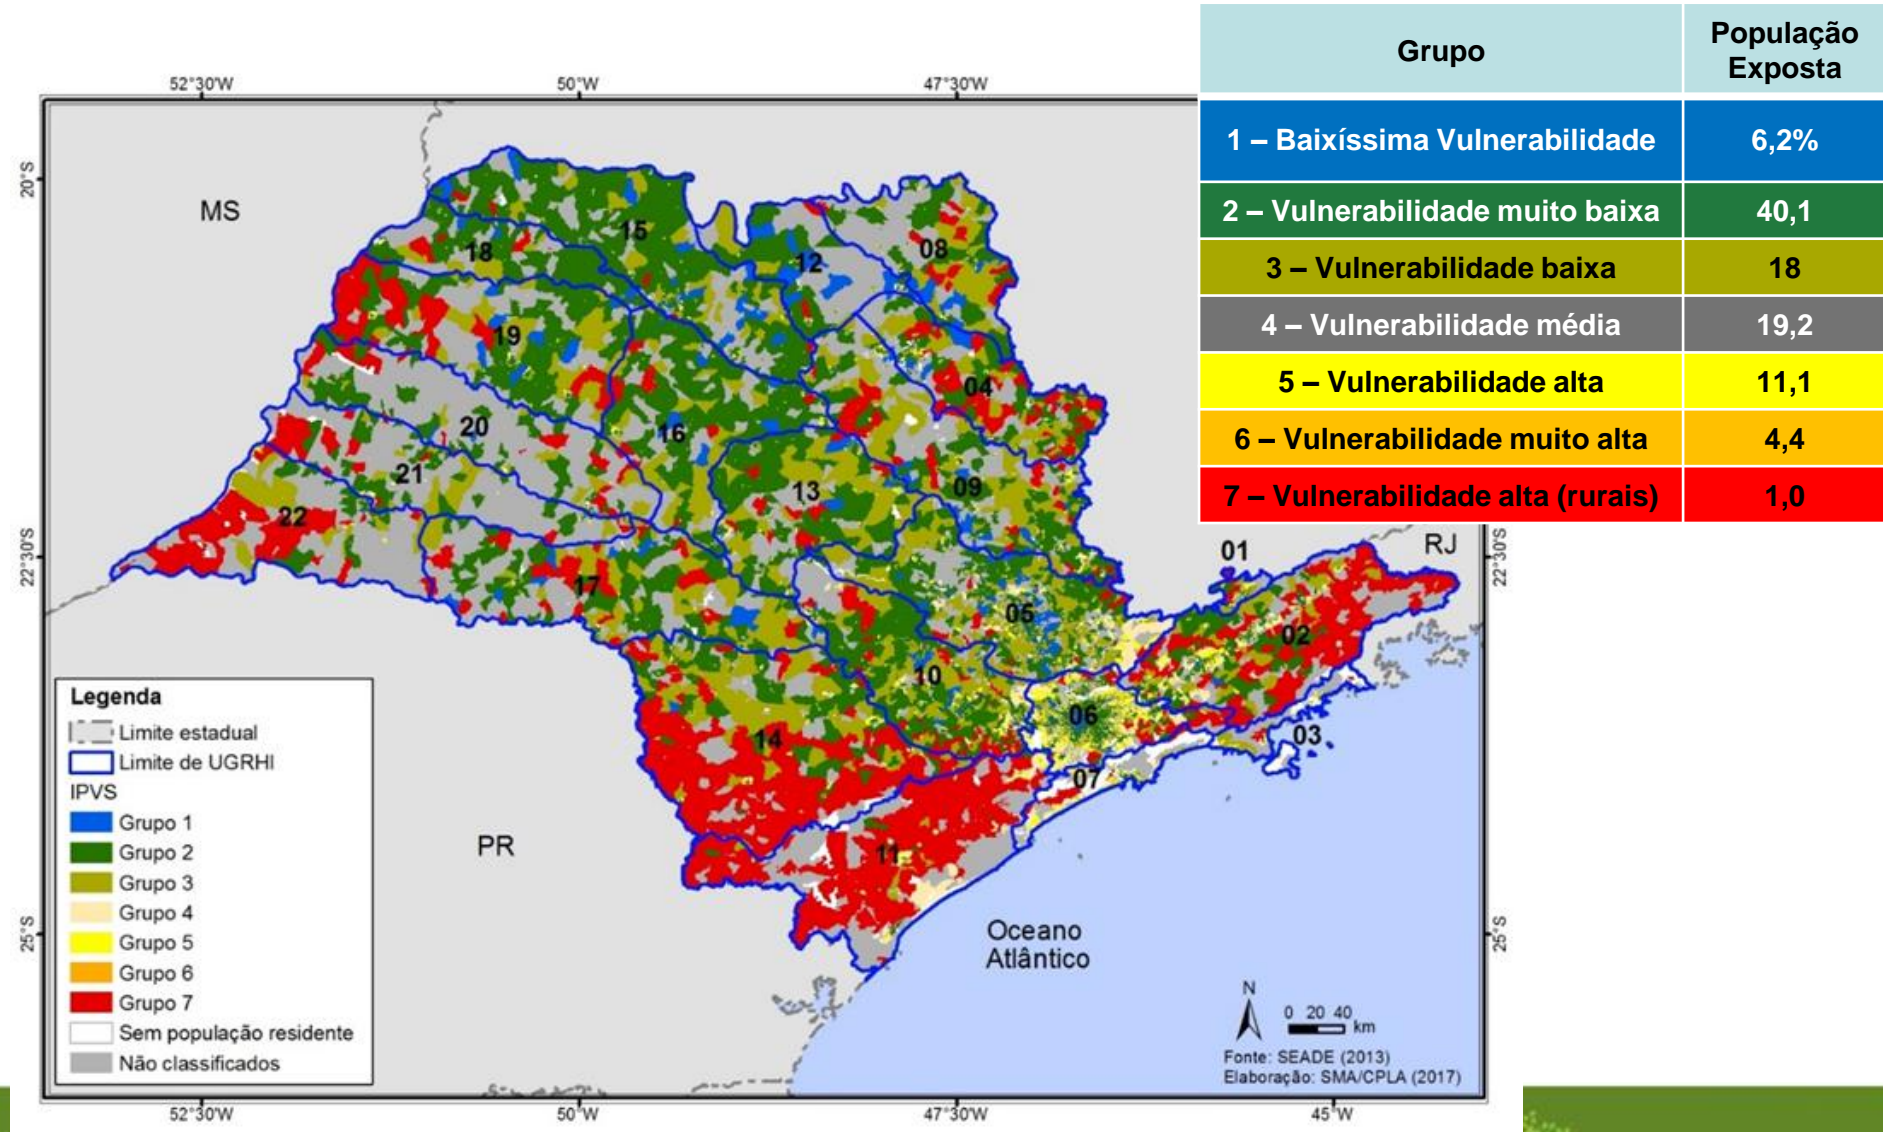 Grupo
População
Exposta
1 – Baixíssima Vulnerabilidade 6,2%
2 – Vulnerabilidade muito baixa 40,1
3 – Vulnerabilidade baixa 18
4 – Vulnerabilidade média 19,2
5 – Vulnerabilidade alta 11,1
6 – Vulnerabilidade muito alta 4,4
7 – Vulnerabilidade alta (rurais) 1,0
52°30'W 50°W 47°30'W
20°S
22°30'S
25°S
MS
15
18
12
08
19
04
20
16
21
13
09
22
17
01
RJ
22°30'S
05
02
10
06
03
14
07
11
PR
Oceano
Atlântico
25°S
Legenda
Limite estadual
Limite de UGRHI
IPVS
Grupo 1
Grupo 2
Grupo 3
Grupo 4
Grupo 5
Grupo 6
Grupo 7
Sem população residente
Não classificados
N
0 20 40
km
Fonte: SEADE (2013)
Elaboração: SMA/CPLA (2017)
52°30'W 50°W 47°30'W 45°W